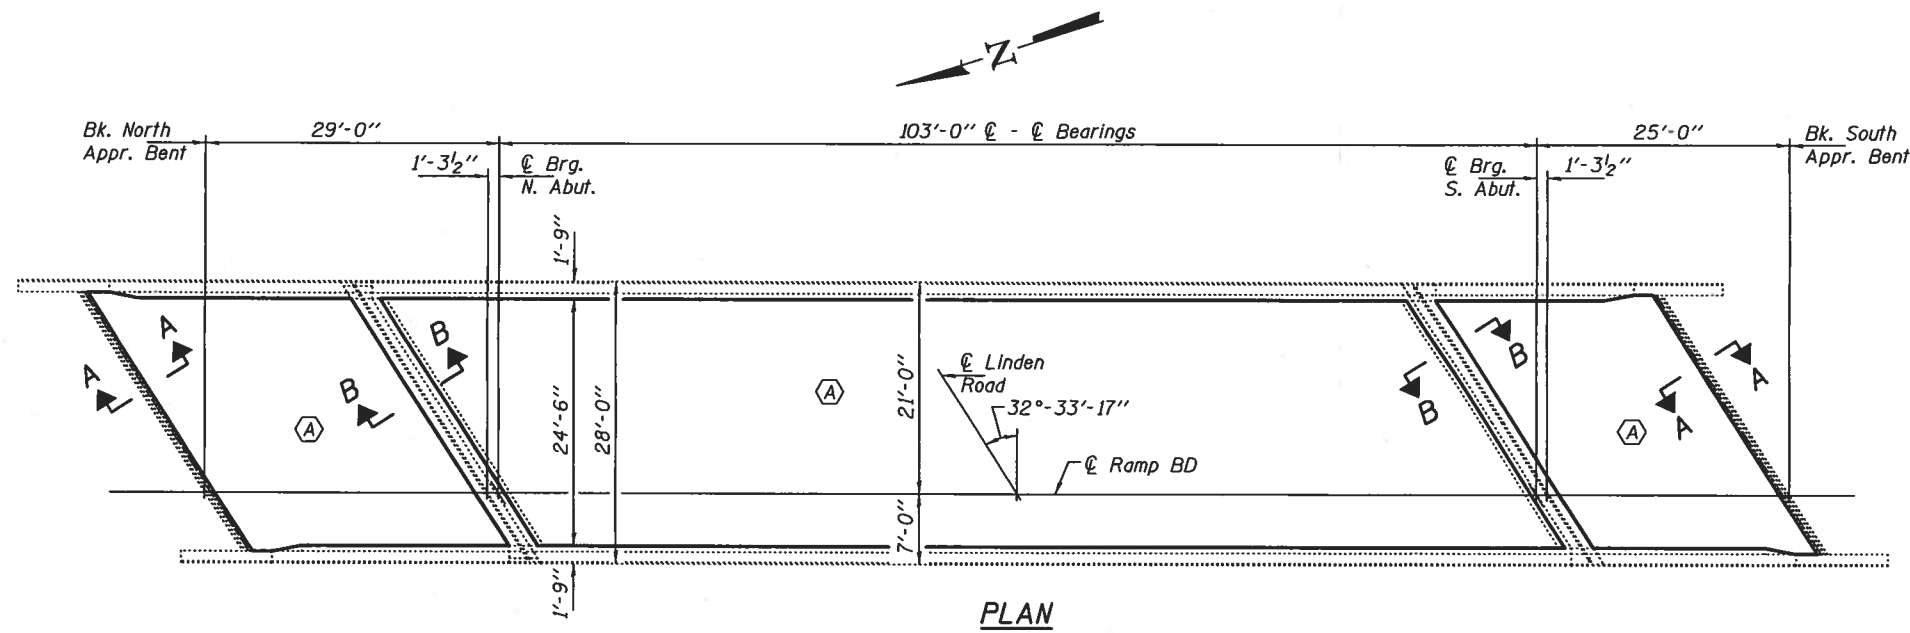 N
Bk. North
Appr. Bent
29'-0"
103'-0" ℄ - ℄ Bearings
25'-0"
Bk. South
Appr. Bent
1'-3½"
℄ Brg.
N. Abut.
℄ Brg.
S. Abut.
1'-3½"
1'-9"
A
A
B
B
A
24'-6"
28'-0"
A
21'-0"
℄ Linden
Road
32°-33'-17"
℄ Ramp BD
7'-0"
1'-9"
B
B
A
A
A
PLAN